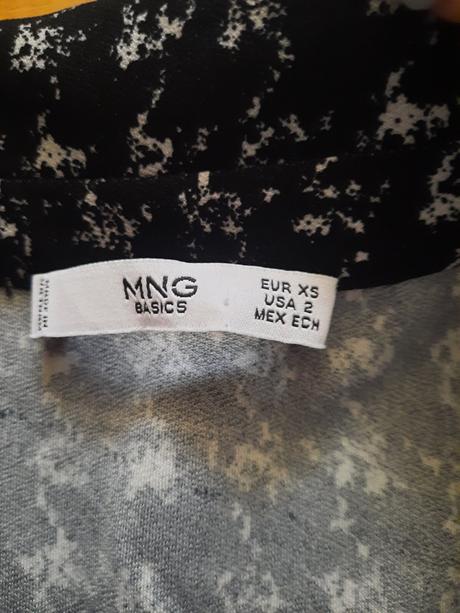 MNG
BASICS
EUR XS
USA 2
MEX ECH